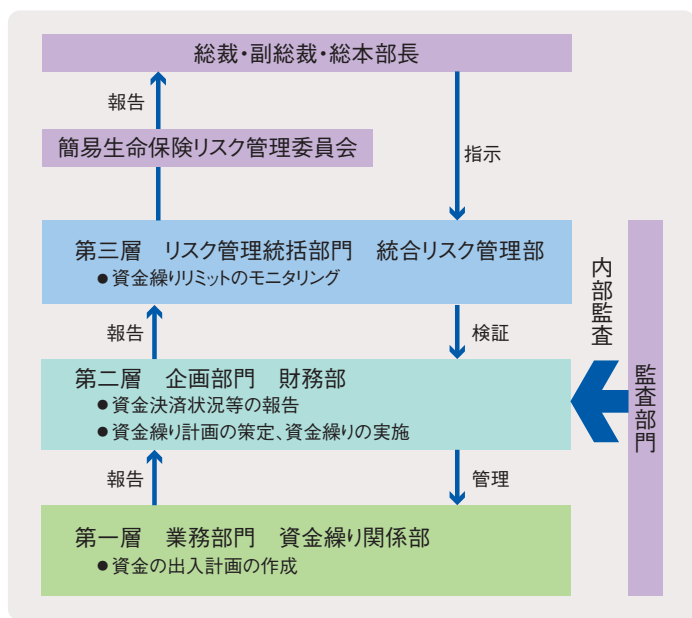 総裁・副総裁・総本部長
報告
指示
簡易生命保険リスク管理委員会
第三層 リスク管理統括部門 統合リスク管理部
●資金繰りリミットのモニタリング
報告
検証
第二層 企画部門 財務部
●資金決済状況等の報告
●資金繰り計画の策定、資金繰りの実施
報告
管理
第一層 業務部門 資金繰り関係部
●資金の出入計画の作成
内部監査
監査部門